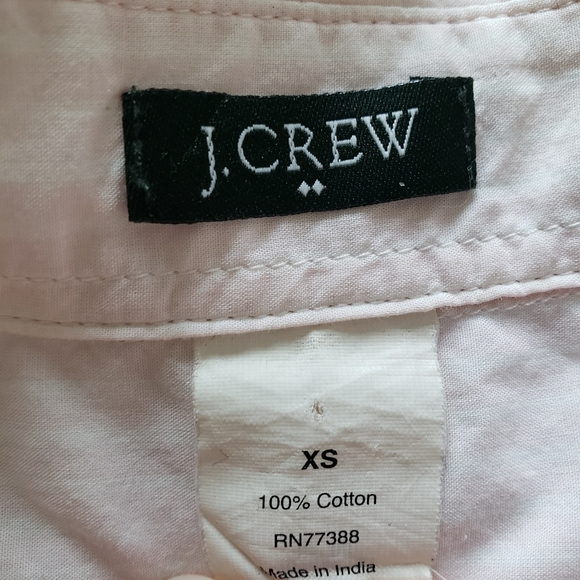 J.CREW
XS
100% Cotton
RN77388
Made in India